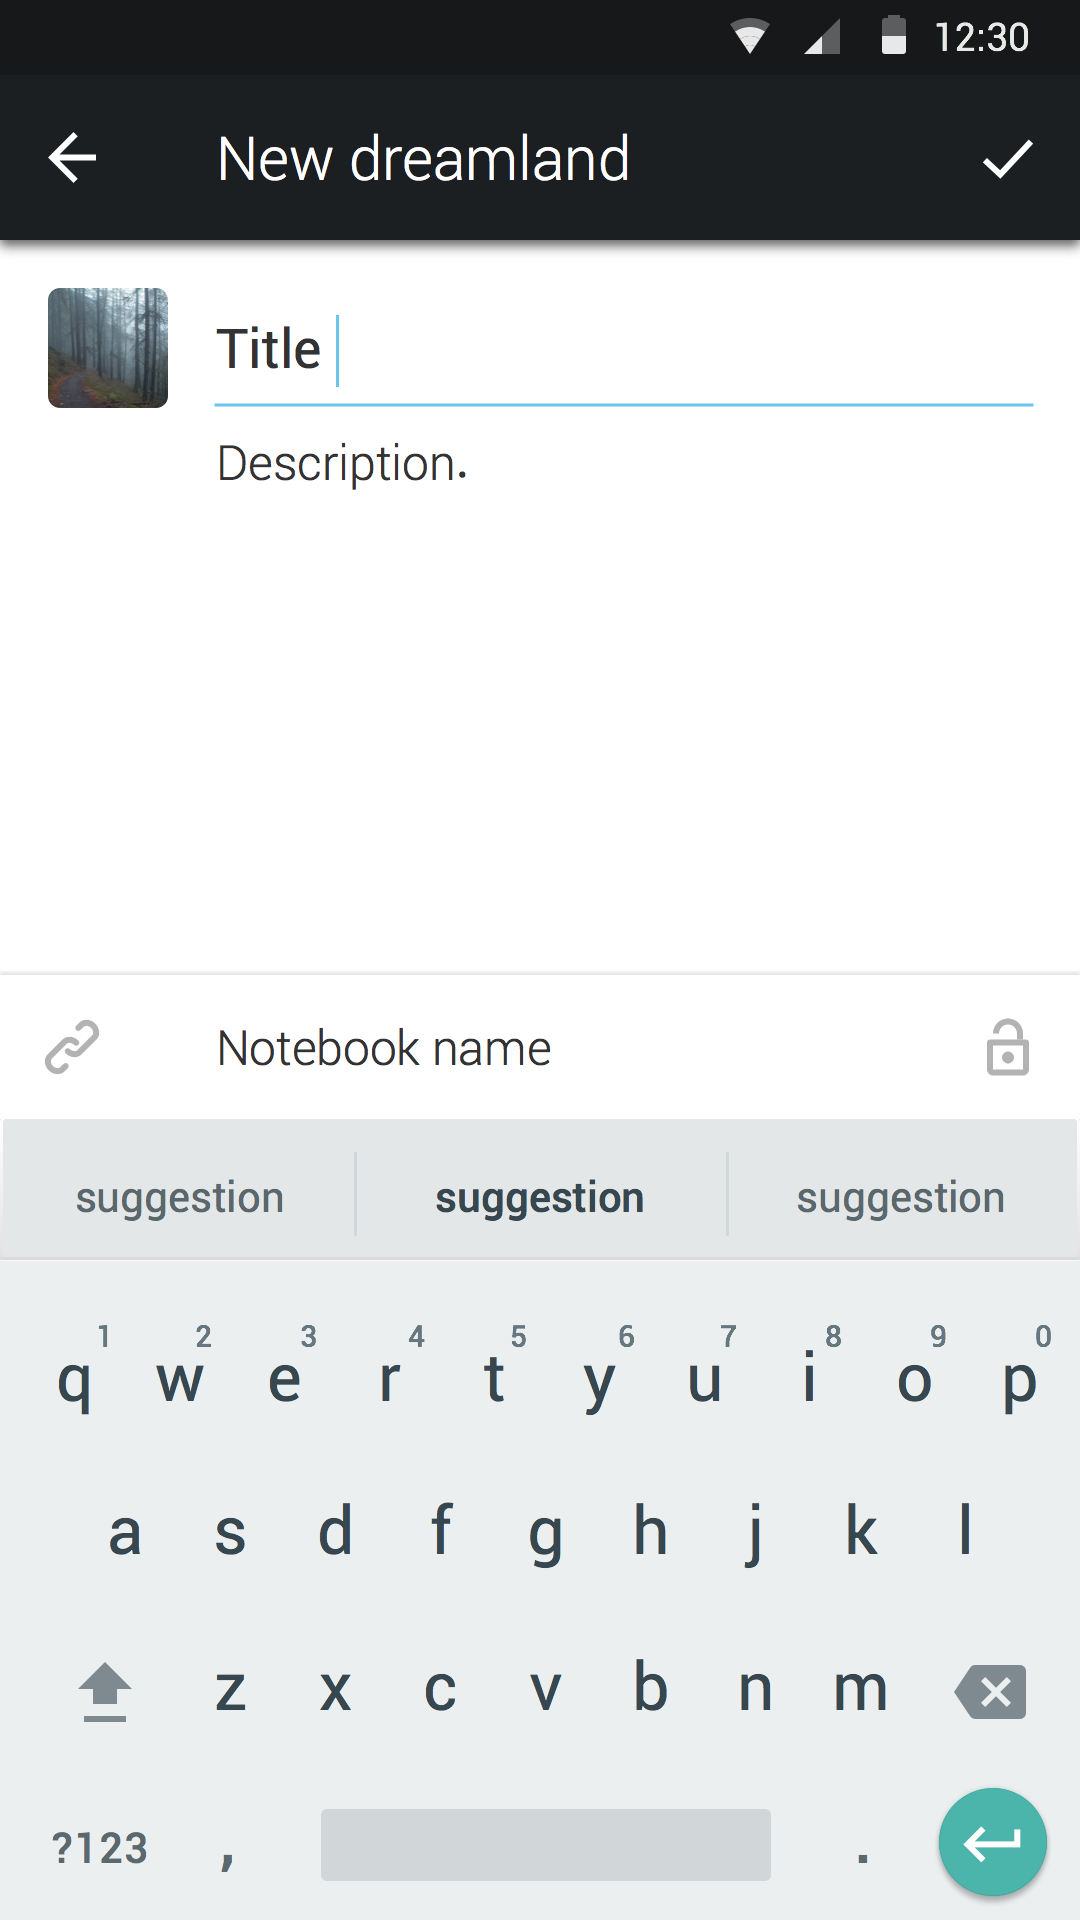 12:30
New dreamland
Title
Description.
Notebook name
suggestion suggestion suggestion
1 2 3 4 5 6 7 8 9 0
q w e r t y u i o p
a s d f g h j k l
z x c v b n m
?123 , .